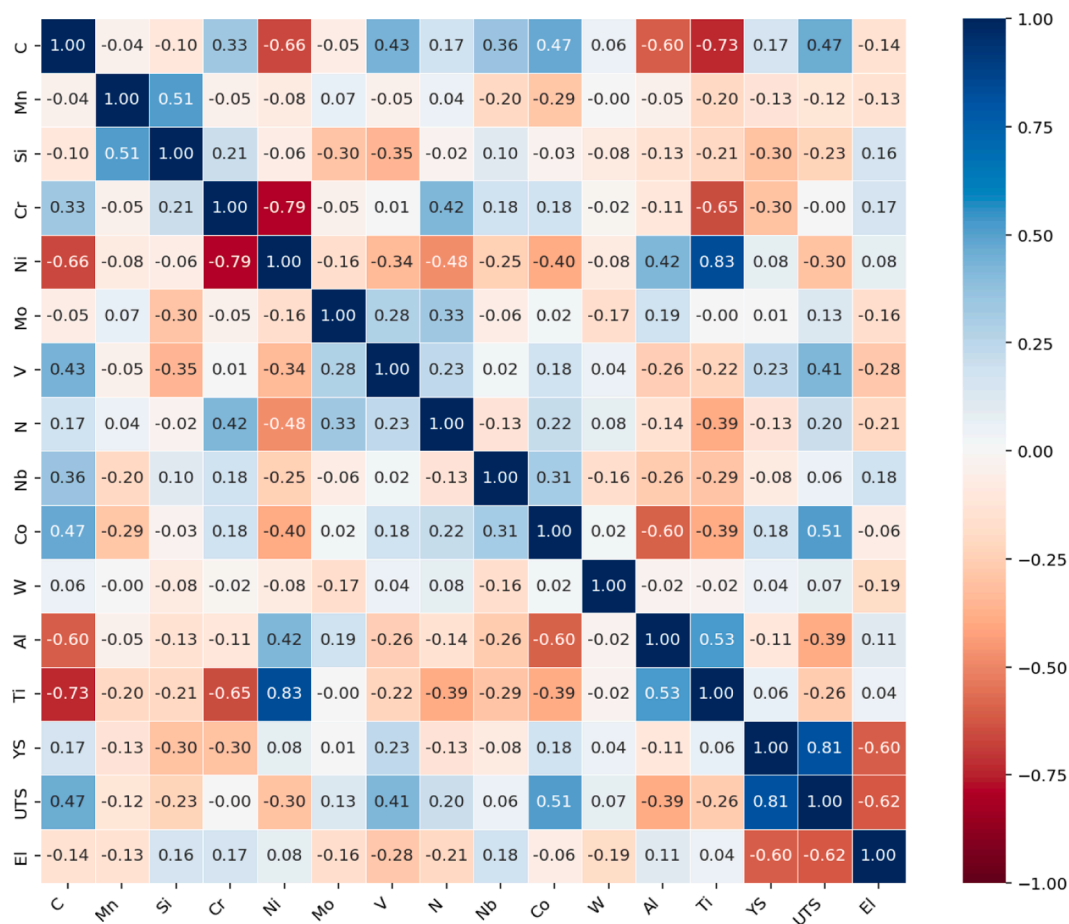 C 1.00 -0.04 -0.10 0.33 -0.66 -0.05 0.43 0.17 0.36 0.47 0.06 -0.60 -0.73 0.17 0.47 -0.14
Mn -0.04 1.00 0.51 -0.05 -0.08 0.07 -0.05 0.04 -0.20 -0.29 -0.00 -0.05 -0.20 -0.13 -0.12 -0.13
Si -0.10 0.51 1.00 0.21 -0.06 -0.30 -0.35 -0.02 0.10 -0.03 -0.08 -0.13 -0.21 -0.30 -0.23 0.16
Cr 0.33 -0.05 0.21 1.00 -0.79 -0.05 0.01 0.42 0.18 0.18 -0.02 -0.11 -0.65 -0.30 -0.00 0.17
Ni -0.66 -0.08 -0.06 -0.79 1.00 -0.16 -0.34 -0.48 -0.25 -0.40 -0.08 0.42 0.83 0.08 -0.30 0.08
Mo -0.05 0.07 -0.30 -0.05 -0.16 1.00 0.28 0.33 -0.06 0.02 -0.17 0.19 -0.00 0.01 0.13 -0.16
V 0.43 -0.05 -0.35 0.01 -0.34 0.28 1.00 0.23 0.02 0.18 0.04 -0.26 -0.22 0.23 0.41 -0.28
N 0.17 0.04 -0.02 0.42 -0.48 0.33 0.23 1.00 -0.13 0.22 0.08 -0.14 -0.39 -0.13 0.20 -0.21
Nb 0.36 -0.20 0.10 0.18 -0.25 -0.06 0.02 -0.13 1.00 0.31 -0.16 -0.26 -0.29 -0.08 0.06 0.18
Co 0.47 -0.29 -0.03 0.18 -0.40 0.02 0.18 0.22 0.31 1.00 0.02 -0.60 -0.39 0.18 0.51 -0.06
W 0.06 -0.00 -0.08 -0.02 -0.08 -0.17 0.04 0.08 -0.16 0.02 1.00 -0.02 -0.02 0.04 0.07 -0.19
Al -0.60 -0.05 -0.13 -0.11 0.42 0.19 -0.26 -0.14 -0.26 -0.60 -0.02 1.00 0.53 -0.11 -0.39 0.11
Ti -0.73 -0.20 -0.21 -0.65 0.83 -0.00 -0.22 -0.39 -0.29 -0.39 -0.02 0.53 1.00 0.06 -0.26 0.04
YS 0.17 -0.13 -0.30 -0.30 0.08 0.01 0.23 -0.13 -0.08 0.18 0.04 -0.11 0.06 1.00 0.81 -0.60
UTS 0.47 -0.12 -0.23 -0.00 -0.30 0.13 0.41 0.20 0.06 0.51 0.07 -0.39 -0.26 0.81 1.00 -0.62
El -0.14 -0.13 0.16 0.17 0.08 -0.16 -0.28 -0.21 0.18 -0.06 -0.19 0.11 0.04 -0.60 -0.62 1.00
C Mn Si Cr Ni Mo V N Nb Co W Al Ti YS UTS El
1.00
0.75
0.50
0.25
0.00
-0.25
-0.50
-0.75
-1.00